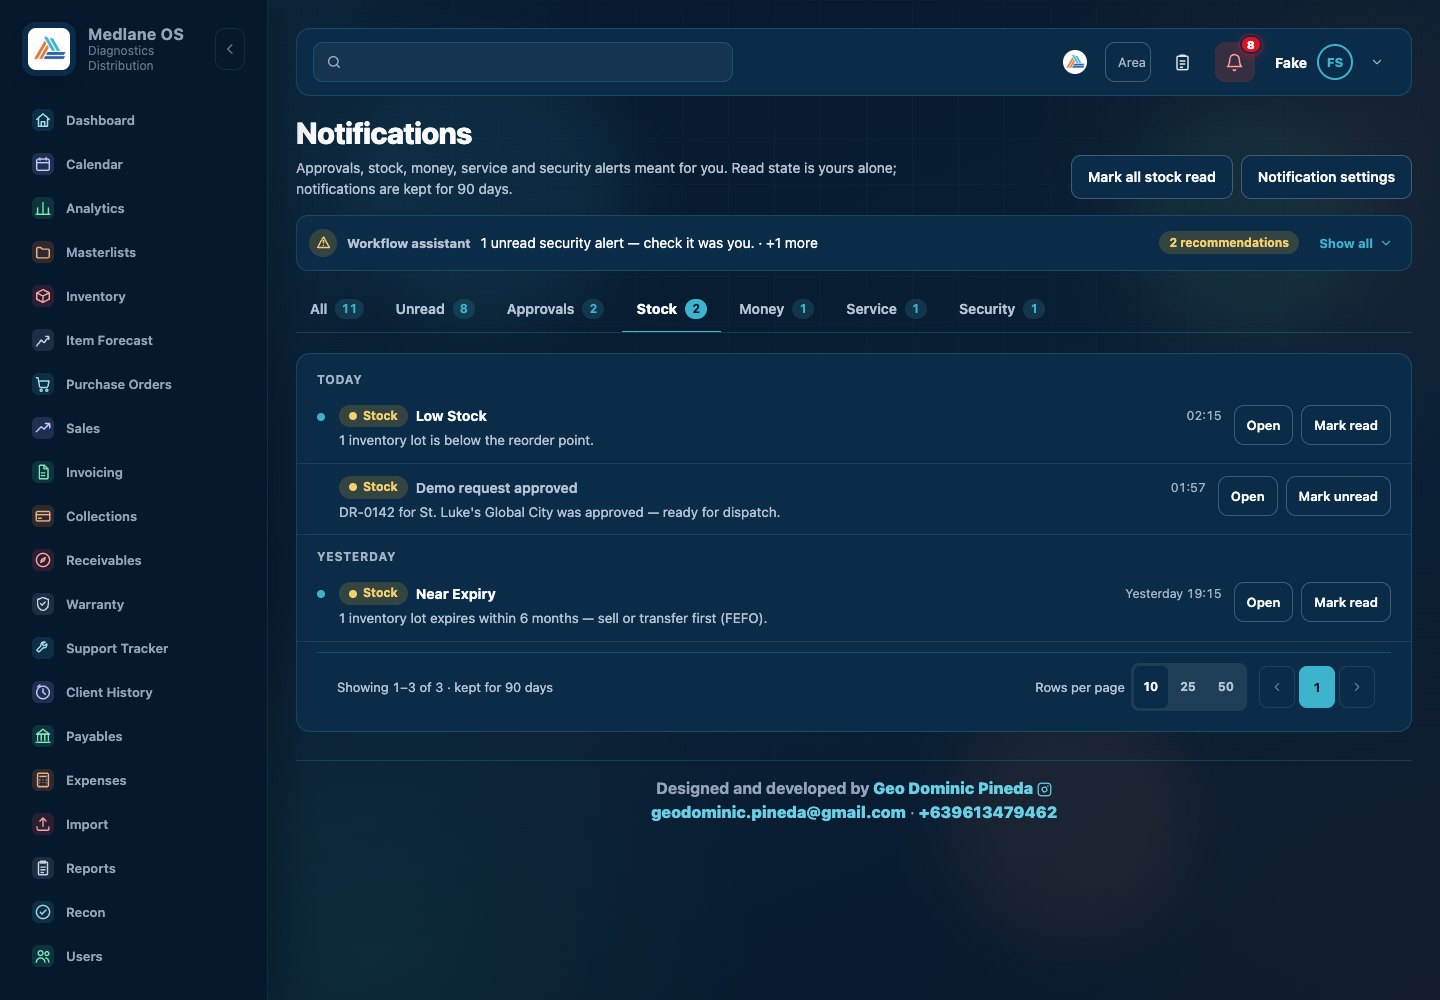 Medlane OS
Diagnostics
Distribution
Dashboard
Calendar
Analytics
Masterlists
Inventory
Item Forecast
Purchase Orders
Sales
Invoicing
Collections
Receivables
Warranty
Support Tracker
Client History
Payables
Expenses
Import
Reports
Recon
Users
Area
8
Fake
FS
Notifications
Approvals, stock, money, service and security alerts meant for you. Read state is yours alone;
notifications are kept for 90 days.
Mark all stock read
Notification settings
Workflow assistant 1 unread security alert — check it was you. · +1 more
2 recommendations
Show all
All 11
Unread 8
Approvals 2
Stock 2
Money 1
Service 1
Security 1
TODAY
Stock Low Stock
1 inventory lot is below the reorder point.
02:15
Open
Mark read
Stock Demo request approved
DR-0142 for St. Luke's Global City was approved — ready for dispatch.
01:57
Open
Mark unread
YESTERDAY
Stock Near Expiry
1 inventory lot expires within 6 months — sell or transfer first (FEFO).
Yesterday 19:15
Open
Mark read
Showing 1–3 of 3 · kept for 90 days
Rows per page 10 25 50
1
Designed and developed by Geo Dominic Pineda
geodominic.pineda@gmail.com · +639613479462